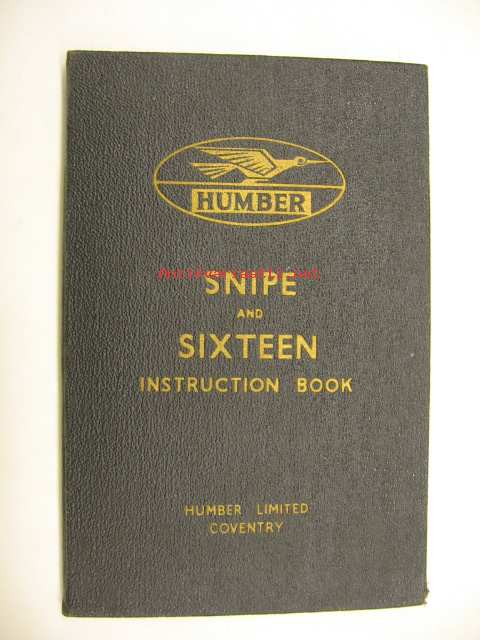 HUMBER
SNIPE
AND
SIXTEEN
INSTRUCTION BOOK
HUMBER LIMITED
COVENTRY